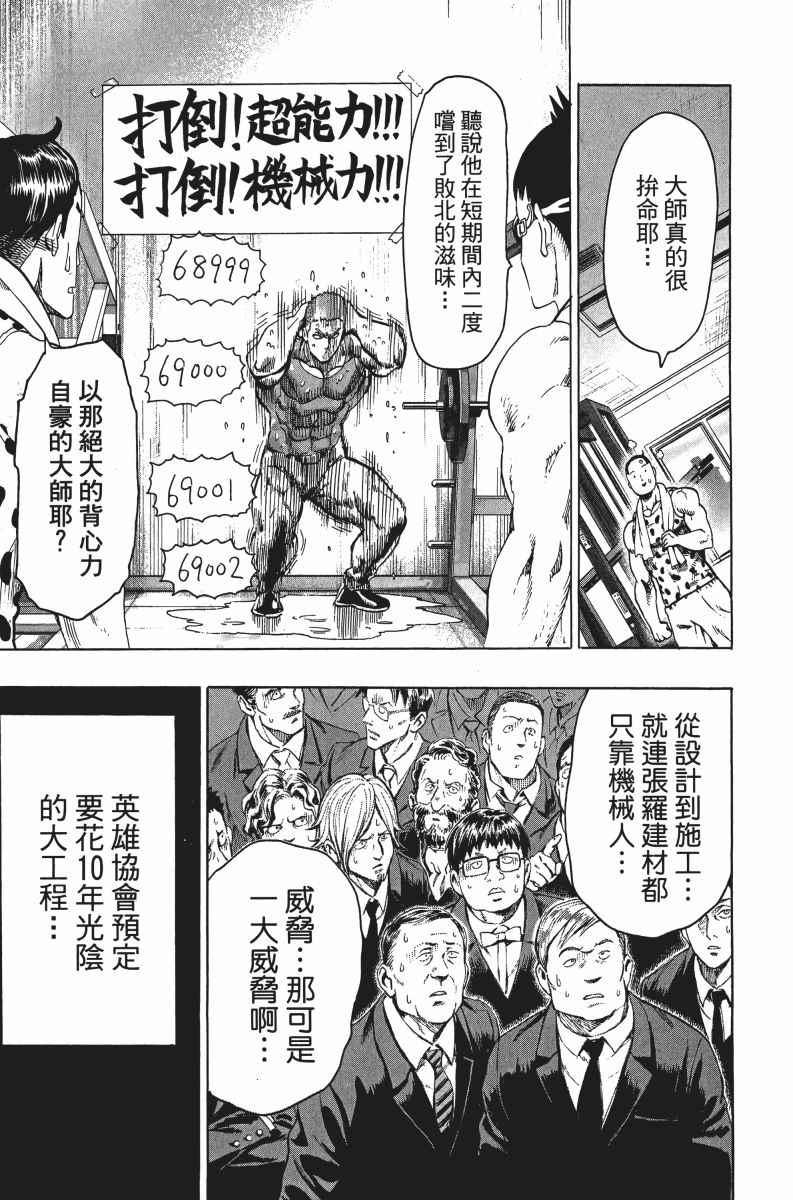 大師真的很
拚命耶…
聽說他在短期間內二度
嚐到了敗北的滋味…
打倒！超能力!!!
打倒！機械力!!!
68999
69000
69001
69002
以那絕大的背心力
自豪的大師耶？
從設計到施工…
就連張羅建材都
只靠機械人…
威脅…那可是
一大威脅啊…
英雄協會預定
要花10年光陰
的大工程…